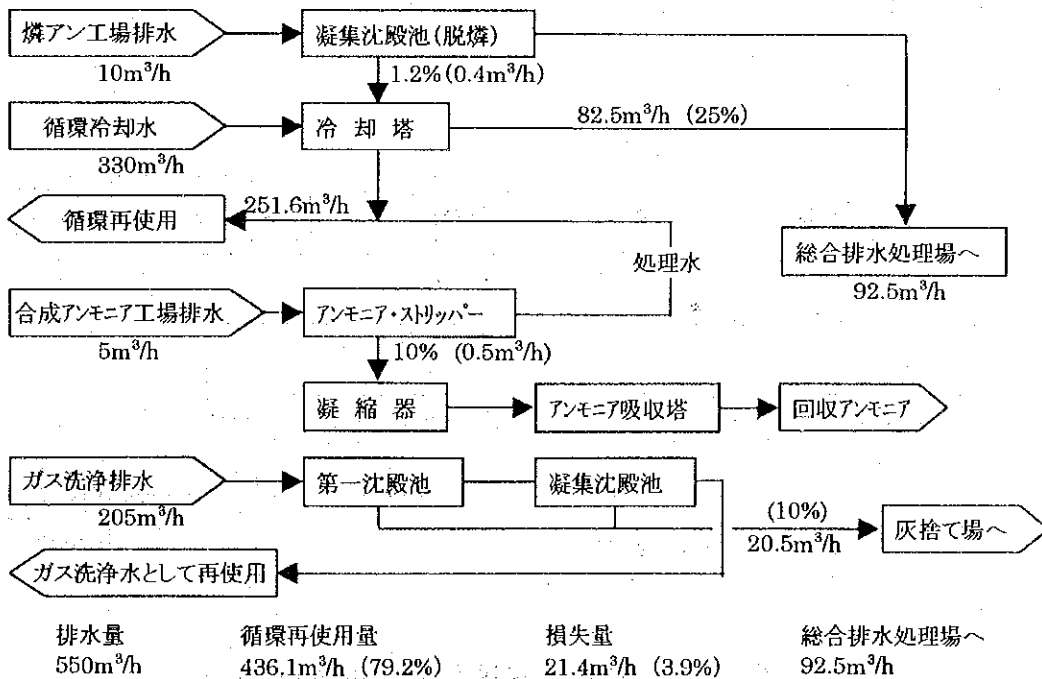 燐アン工場排水
10m³/h
凝集沈殿池(脱燐)
1.2%(0.4m³/h)
循環冷却水
330m³/h
冷却塔
82.5m³/h (25%)
循環再使用
251.6m³/h
処理水
総合排水処理場へ
92.5m³/h
合成アンモニア工場排水
5m³/h
アンモニア・ストリッパー
10% (0.5m³/h)
凝縮器
アンモニア吸収塔
回収アンモニア
ガス洗浄排水
205m³/h
第一沈殿池
凝集沈殿池
(10%)
20.5m³/h
灰捨て場へ
ガス洗浄水として再使用
排水量 循環再使用量 損失量 総合排水処理場へ
550m³/h 436.1m³/h (79.2%) 21.4m³/h (3.9%) 92.5m³/h